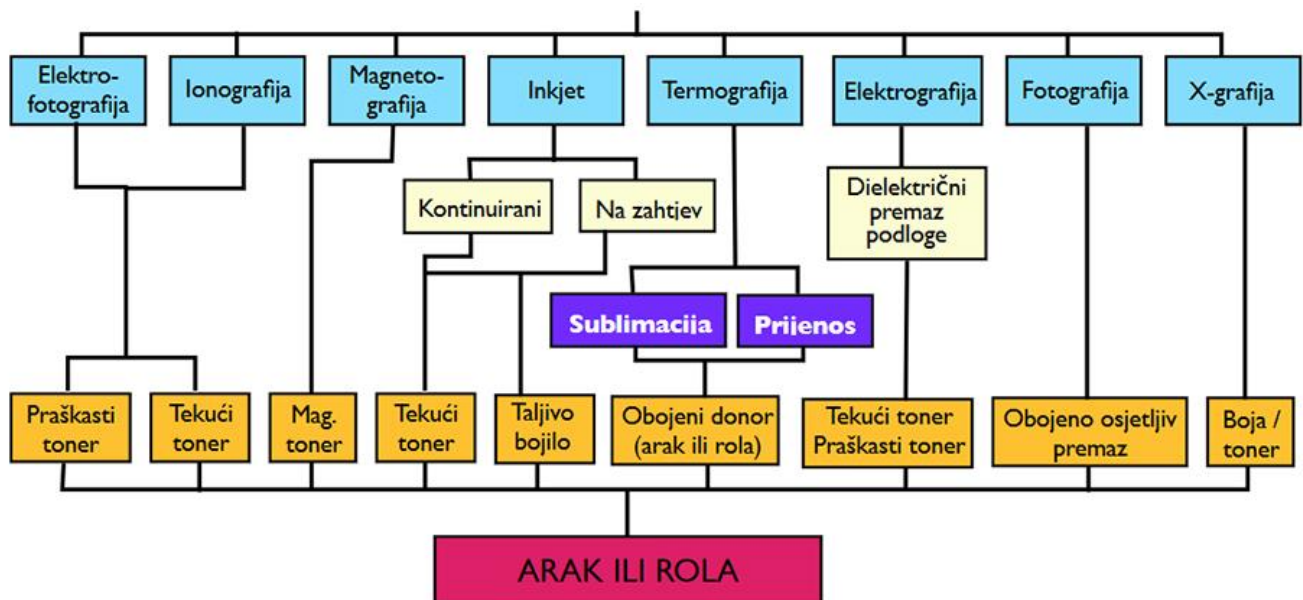 Elektro-
fotografija
Ionografija
Magneto-
grafija
Inkjet
Termografija
Elektrografija
Fotografija
X-grafija
Kontinuirani
Na zahtjev
Dielektrični
premaz
podloge
Sublimacija
Prijenos
Praškasti
toner
Tekući
toner
Mag.
toner
Tekući
toner
Taljivo
bojilo
Obojeni donor
(arak ili rola)
Tekući toner
Praškasti toner
Obojeno osjetljiv
premaz
Boja /
toner
ARAK ILI ROLA